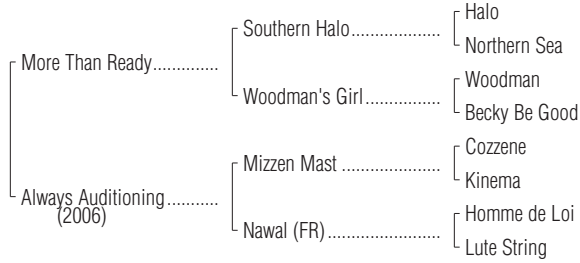 Halo
Southern Halo....................
Northern Sea
More Than Ready..............
Woodman
Woodman's Girl.................
Becky Be Good
Cozzene
Mizzen Mast ......................
Kinema
Always Auditioning...........
(2006)
Homme de Loi
Nawal (FR).........................
Lute String